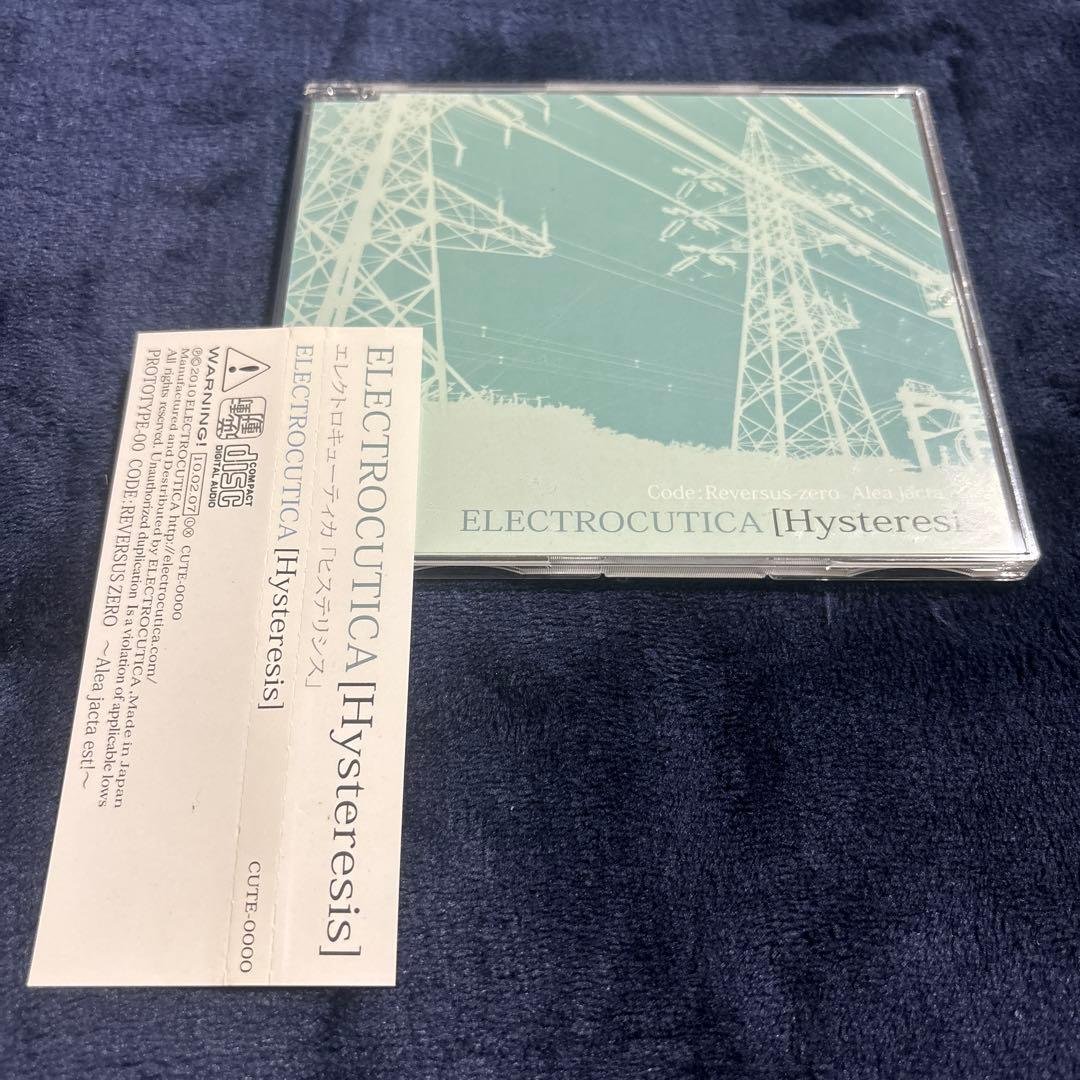 Code:Reversus-zero Alea jacta
ELECTROCUTICA [Hysteresi
ELECTROCUTICA [Hysteresis]
エレクトロキューティカ「ヒステリシス」
ELECTROCUTICA [Hysteresis]
CUTE-0000
COMPACT
disc
DIGITAL AUDIO
WARNING! 10.02.07 CUTE-0000
℗©2010 ELECTROCUTICA http://electrocutica.com/
Manufactured and Destributed by ELECTROCUTICA ,Made in Japan
All rights reserved. Unauthorized duplication Is a violation of applicable lows
PROTOTYPE-00 CODE:REVERSUS ZERO ～Alea jacta est!～